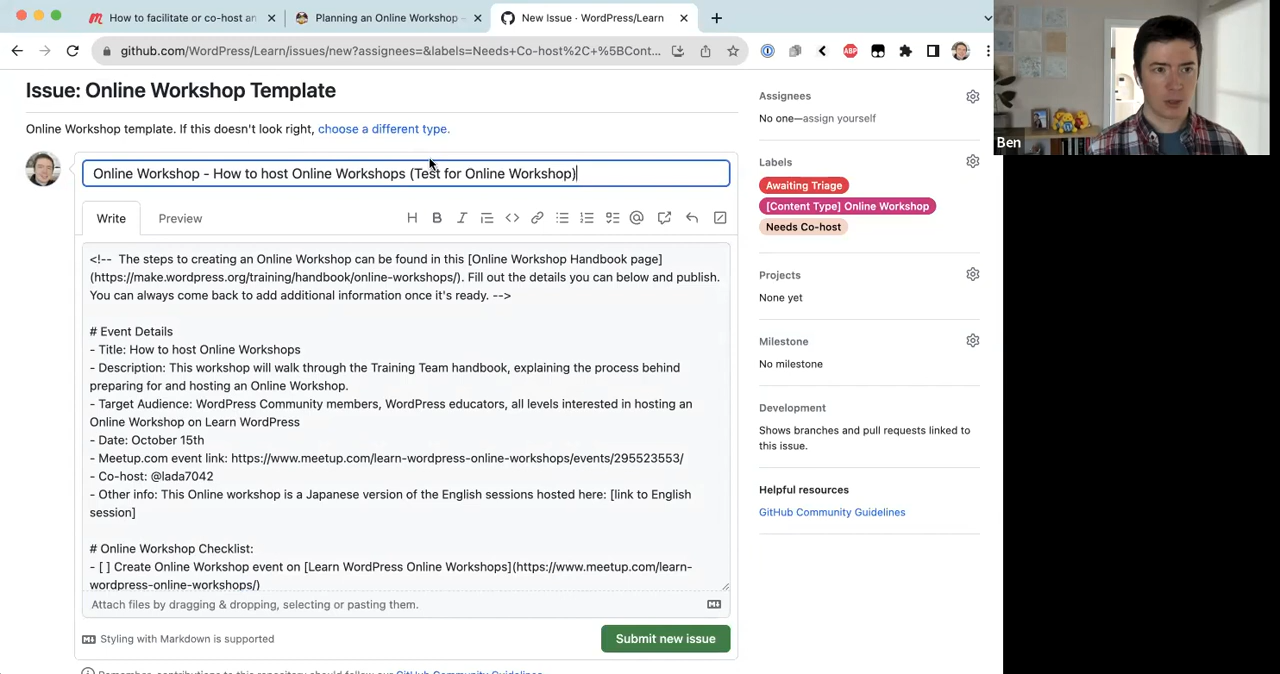 How to facilitate or co-host an
Planning an Online Workshop –
New Issue · WordPress/Learn
github.com/WordPress/Learn/issues/new?assignees=&labels=Needs+Co-host%2C+%5BCont...
ABP
Ben
Issue: Online Workshop Template
Online Workshop template. If this doesn't look right, choose a different type.
Online Workshop - How to host Online Workshops (Test for Online Workshop)
Write
Preview
<!--  The steps to creating an Online Workshop can be found in this [Online Workshop Handbook page]
(https://make.wordpress.org/training/handbook/online-workshops/). Fill out the details you can below and publish.
You can always come back to add additional information once it's ready. -->
# Event Details
- Title: How to host Online Workshops
- Description: This workshop will walk through the Training Team handbook, explaining the process behind
preparing for and hosting an Online Workshop.
- Target Audience: WordPress Community members, WordPress educators, all levels interested in hosting an
Online Workshop on Learn WordPress
- Date: October 15th
- Meetup.com event link: https://www.meetup.com/learn-wordpress-online-workshops/events/295523553/
- Co-host: @lada7042
- Other info: This Online workshop is a Japanese version of the English sessions hosted here: [link to English
session]
# Online Workshop Checklist:
- [ ] Create Online Workshop event on [Learn WordPress Online Workshops](https://www.meetup.com/learn-
wordpress-online-workshops/)
Attach files by dragging & dropping, selecting or pasting them.
Styling with Markdown is supported
Submit new issue
Remember, contributions to this repository should follow our GitHub Community Guidelines.
Assignees
No one—assign yourself
Labels
Awaiting Triage
[Content Type] Online Workshop
Needs Co-host
Projects
None yet
Milestone
No milestone
Development
Shows branches and pull requests linked to
this issue.
Helpful resources
GitHub Community Guidelines